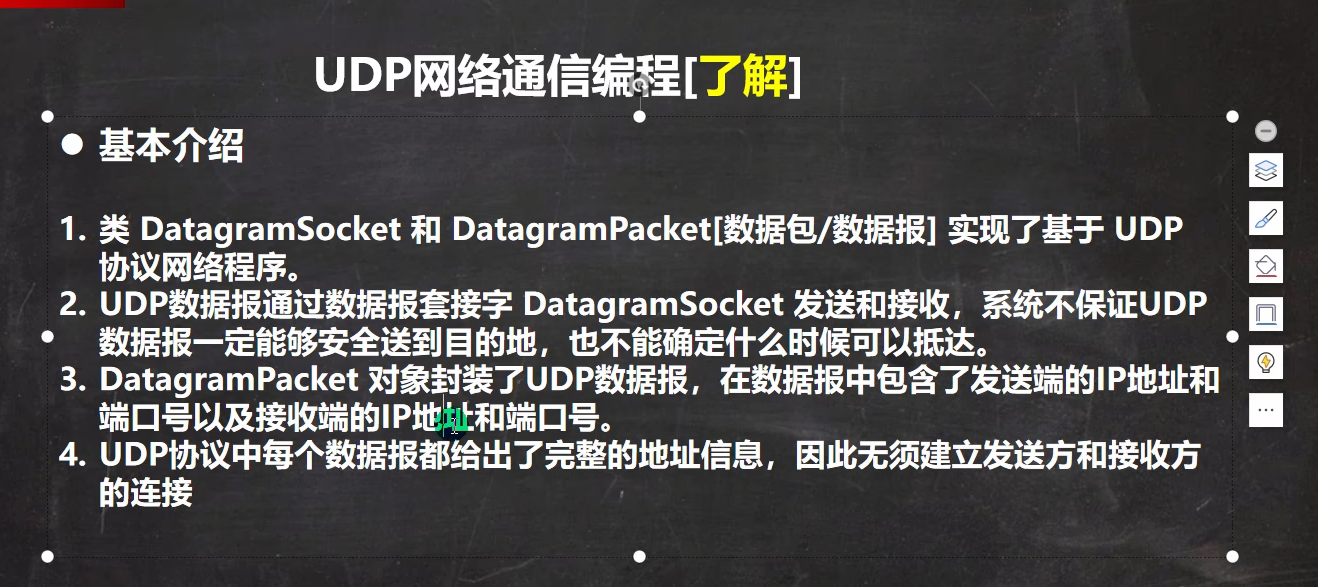 UDP网络通信编程[了解]
● 基本介绍
1. 类 DatagramSocket 和 DatagramPacket[数据包/数据报] 实现了基于 UDP
协议网络程序。
2. UDP数据报通过数据报套接字 DatagramSocket 发送和接收，系统不保证UDP
数据报一定能够安全送到目的地，也不能确定什么时候可以抵达。
3. DatagramPacket 对象封装了UDP数据报，在数据报中包含了发送端的IP地址和
端口号以及接收端的IP地址和端口号。
4. UDP协议中每个数据报都给出了完整的地址信息，因此无须建立发送方和接收方
的连接